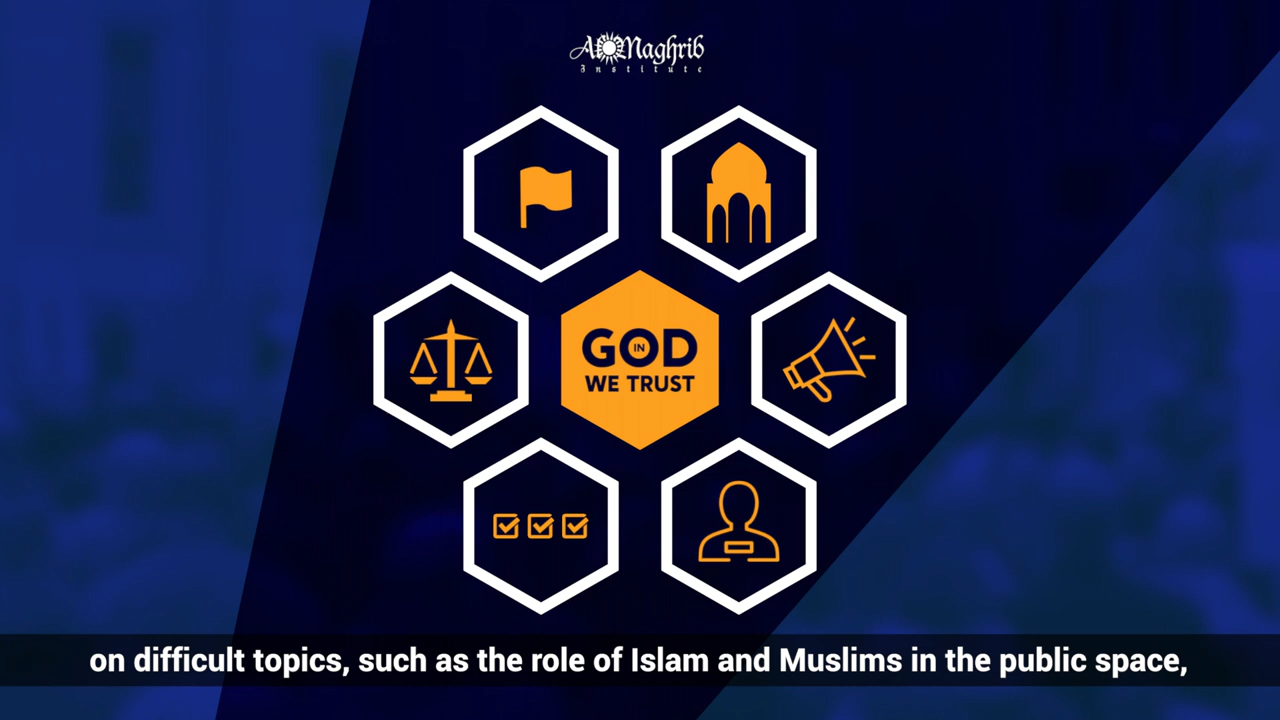 AlMaghrib
Institute
GOD
IN
WE TRUST
on difficult topics, such as the role of Islam and Muslims in the public space,